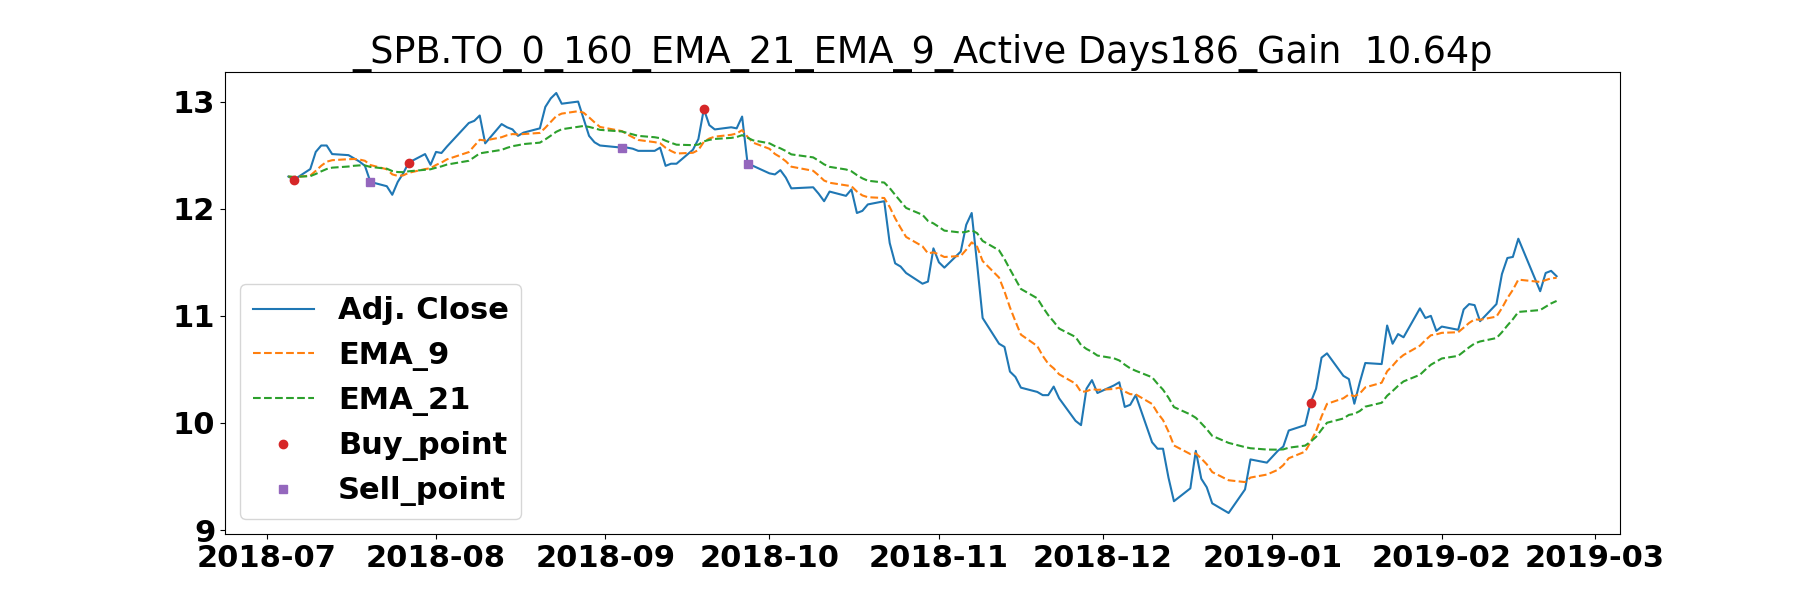 _SPB.TO_0_160_EMA_21_EMA_9_Active Days186_Gain  10.64p
13
12
11
10
9
Adj. Close
EMA_9
EMA_21
Buy_point
Sell_point
2018-07 2018-08 2018-09 2018-10 2018-11 2018-12 2019-01 2019-02 2019-03